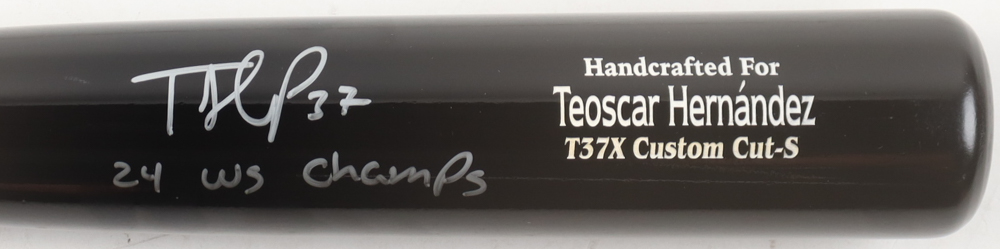 37
24 WS Champs
Handcrafted For
Teoscar Hernández
T37X Custom Cut-S